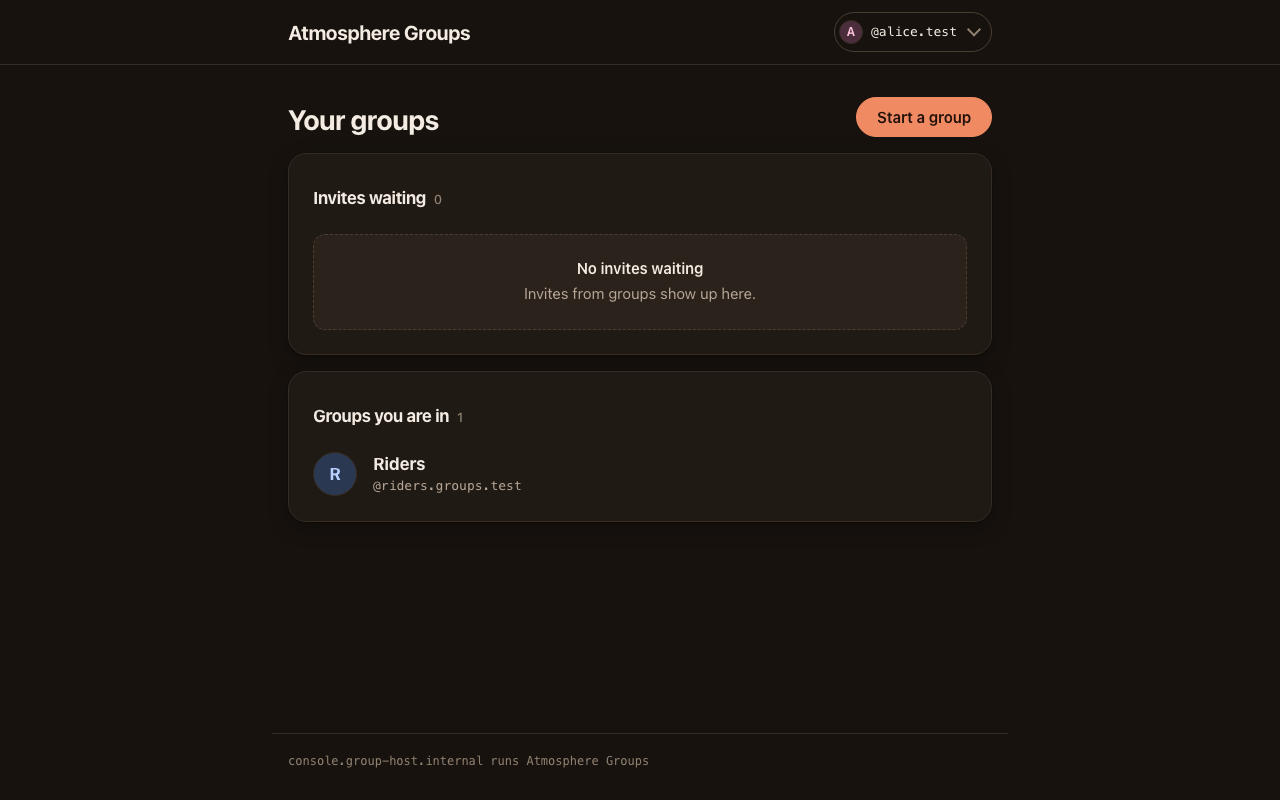 Atmosphere Groups
A @alice.test
Your groups
Start a group
Invites waiting 0
No invites waiting
Invites from groups show up here.
Groups you are in 1
R
Riders
@riders.groups.test
console.group-host.internal runs Atmosphere Groups